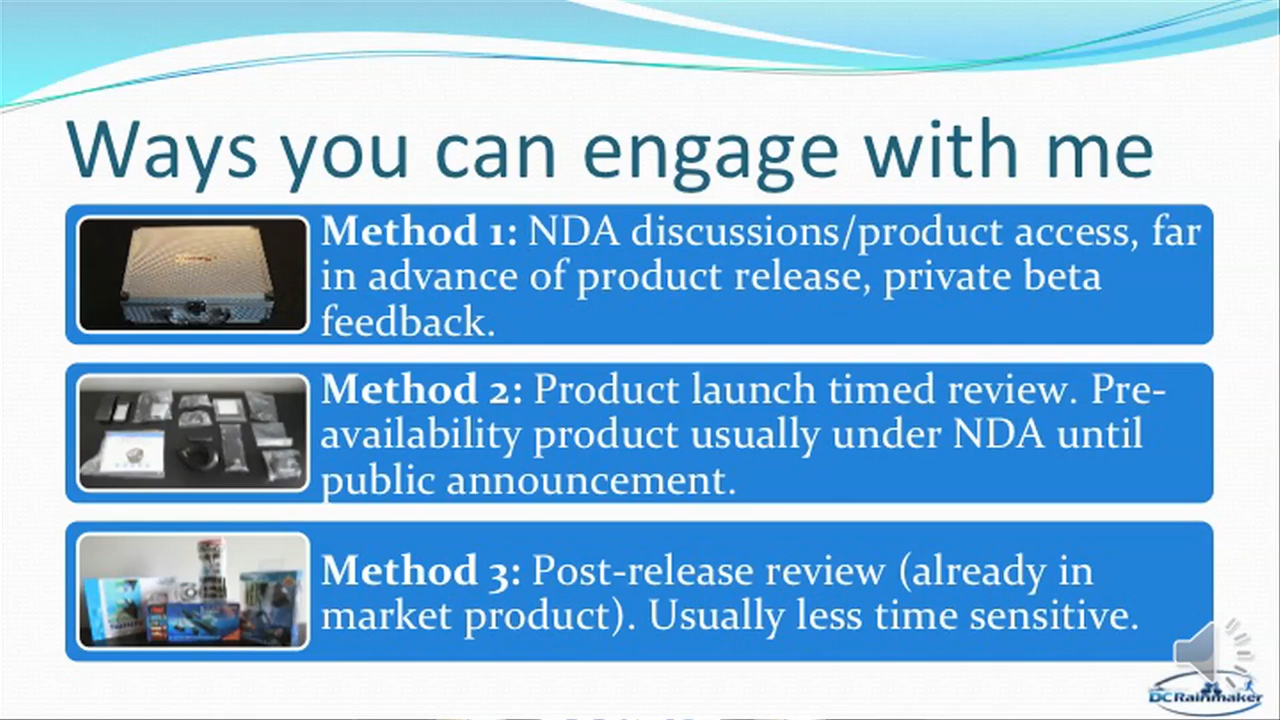 Ways you can engage with me
Method 1: NDA discussions/product access, far
in advance of product release, private beta
feedback.
Method 2: Product launch timed review. Pre-
availability product usually under NDA until
public announcement.
Method 3: Post-release review (already in
market product). Usually less time sensitive.
DCRainmaker